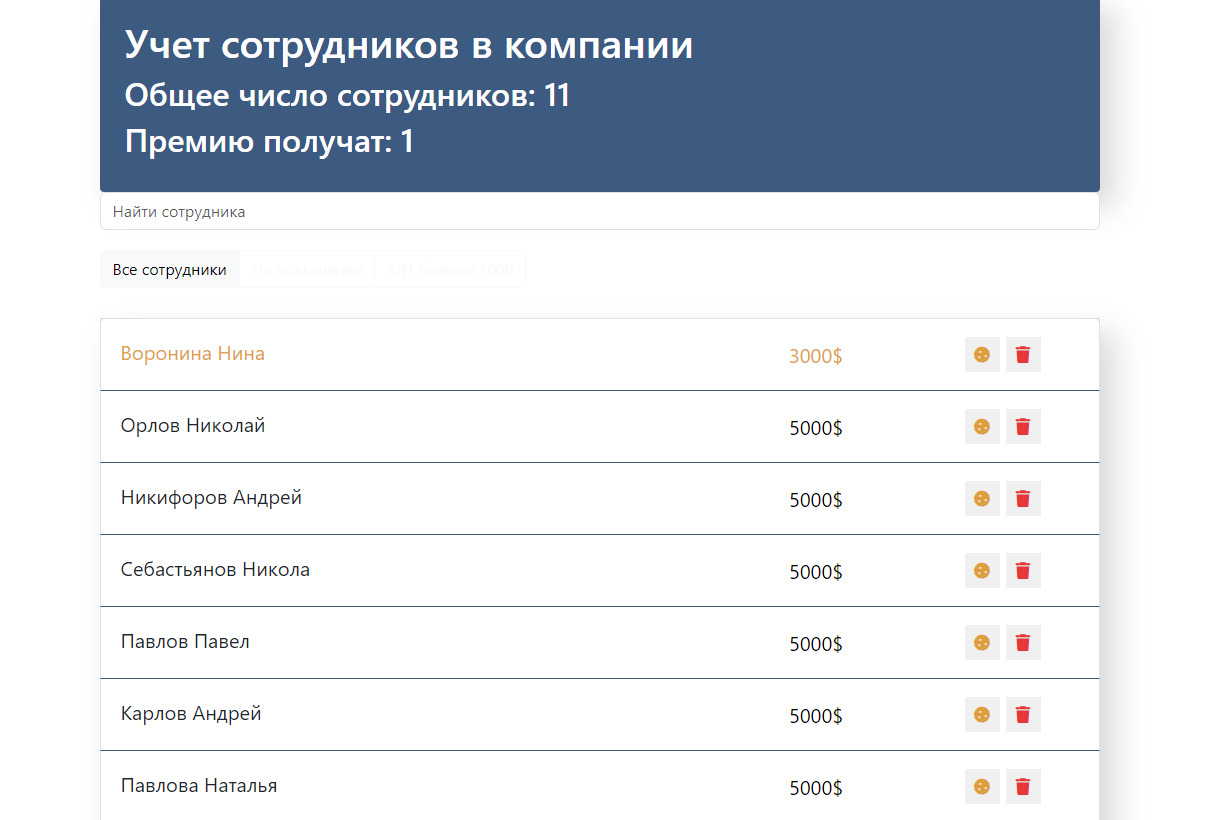 Учет сотрудников в компании
Общее число сотрудников: 11
Премию получат: 1
Найти сотрудника
Все сотрудники На повышение З/П больше 1000
Воронина Нина 3000$
Орлов Николай 5000$
Никифоров Андрей 5000$
Себастьянов Никола 5000$
Павлов Павел 5000$
Карлов Андрей 5000$
Павлова Наталья 5000$